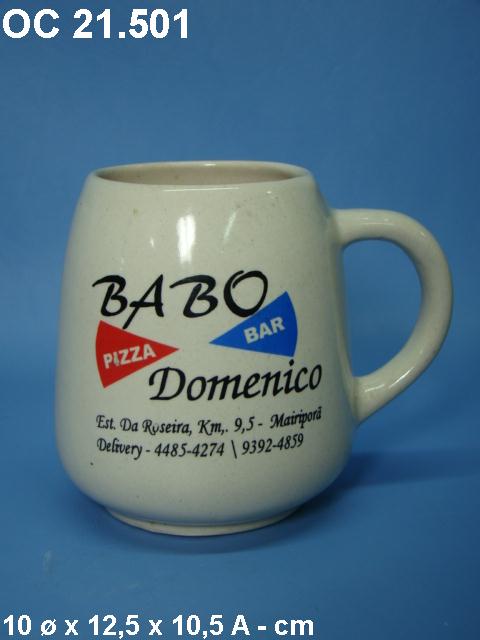 OC 21.501
BABO
PIZZA BAR
Domenico
Est. Da Roseira, Km,. 9,5 - Mairiporã
Delivery - 4485-4274 \ 9392-4859
10 ø x 12,5 x 10,5 A - cm